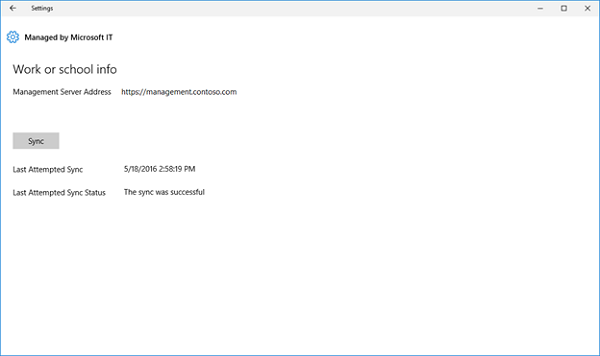 Settings
Managed by Microsoft IT
Work or school info
Management Server Address https://management.contoso.com
Sync
Last Attempted Sync 5/18/2016 2:58:19 PM
Last Attempted Sync Status The sync was successful